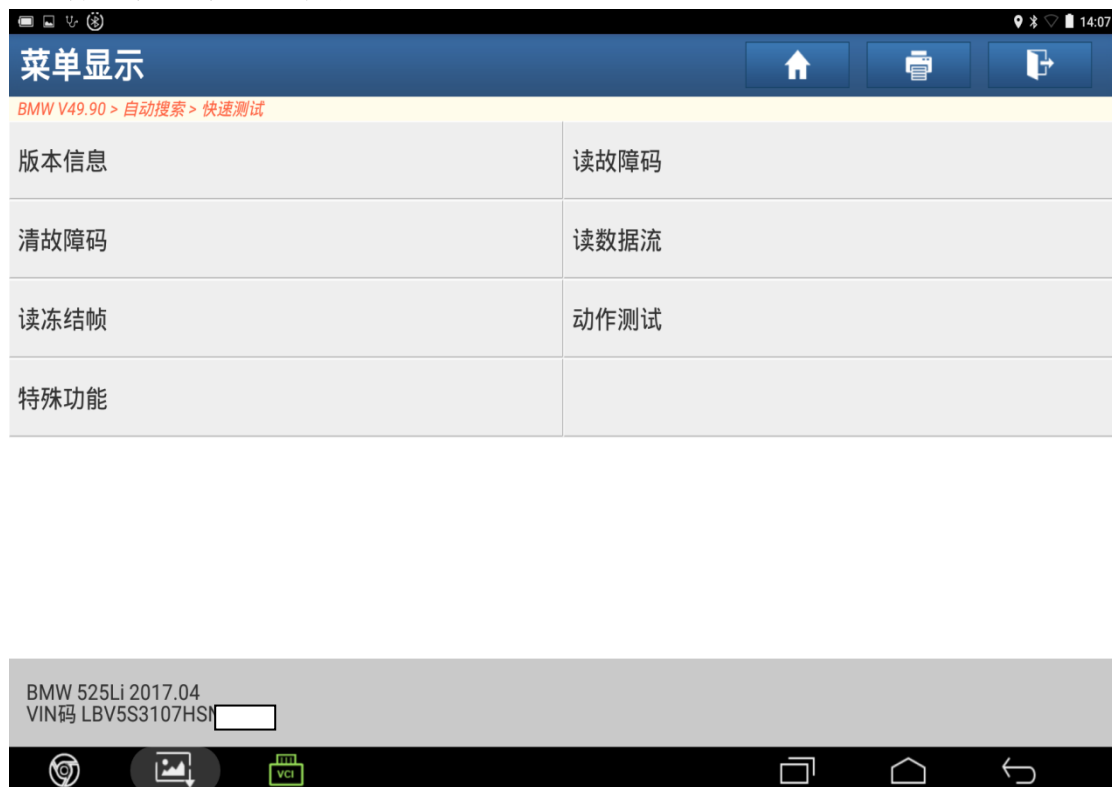 14:07
菜单显示
BMW V49.90 > 自动搜索 > 快速测试
版本信息
读故障码
清故障码
读数据流
读冻结帧
动作测试
特殊功能
BMW 525Li 2017.04
VIN码 LBV5S3107HSN
VCI